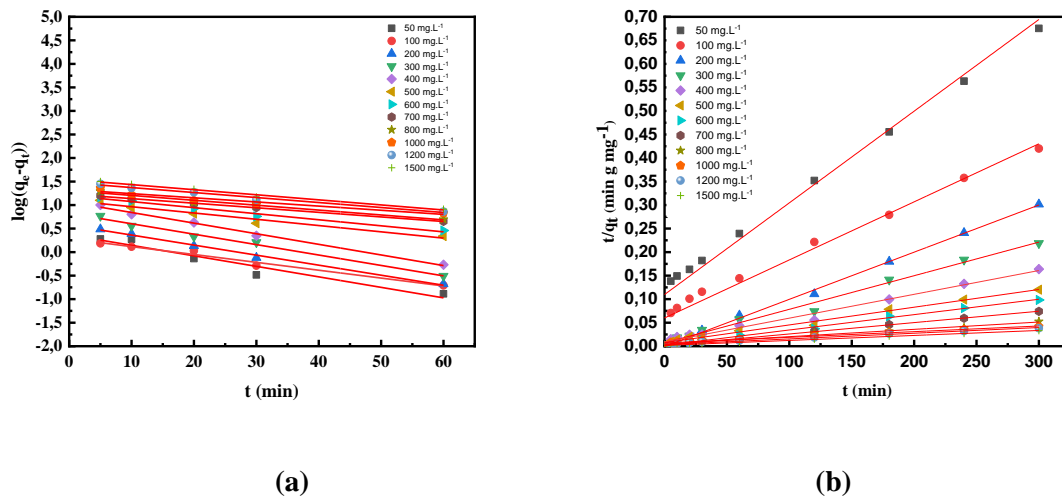 5,0
4,5
4,0
3,5
3,0
2,5
2,0
1,5
1,0
0,5
0,0
-0,5
-1,0
-1,5
2,0
log(qe-qt)
0 10 20 30 40 50 60
t (min)
50 mg.L⁻¹
100 mg.L⁻¹
200 mg.L⁻¹
300 mg.L⁻¹
400 mg.L⁻¹
500 mg.L⁻¹
600 mg.L⁻¹
700 mg.L⁻¹
800 mg.L⁻¹
1000 mg.L⁻¹
1200 mg.L⁻¹
1500 mg.L⁻¹
(a)
0,70
0,65
0,60
0,55
0,50
0,45
0,40
0,35
0,30
0,25
0,20
0,15
0,10
0,05
0,00
t/qt (min g mg⁻¹)
0 50 100 150 200 250 300
t (min)
50 mg.L⁻¹
100 mg.L⁻¹
200 mg.L⁻¹
300 mg.L⁻¹
400 mg.L⁻¹
500 mg.L⁻¹
600 mg.L⁻¹
700 mg.L⁻¹
800 mg.L⁻¹
1000 mg.L⁻¹
1200 mg.L⁻¹
1500 mg.L⁻¹
(b)